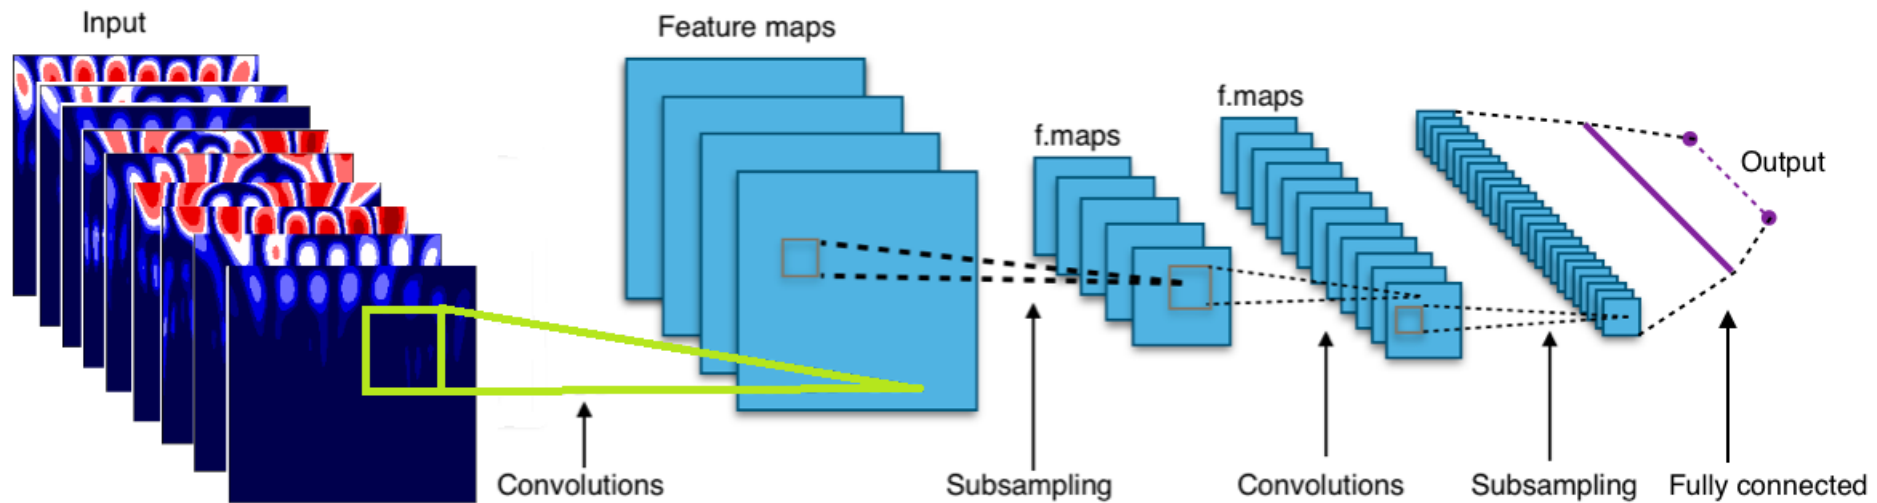 Input
Feature maps
f.maps
f.maps
Output
Convolutions
Subsampling
Convolutions
Subsampling
Fully connected